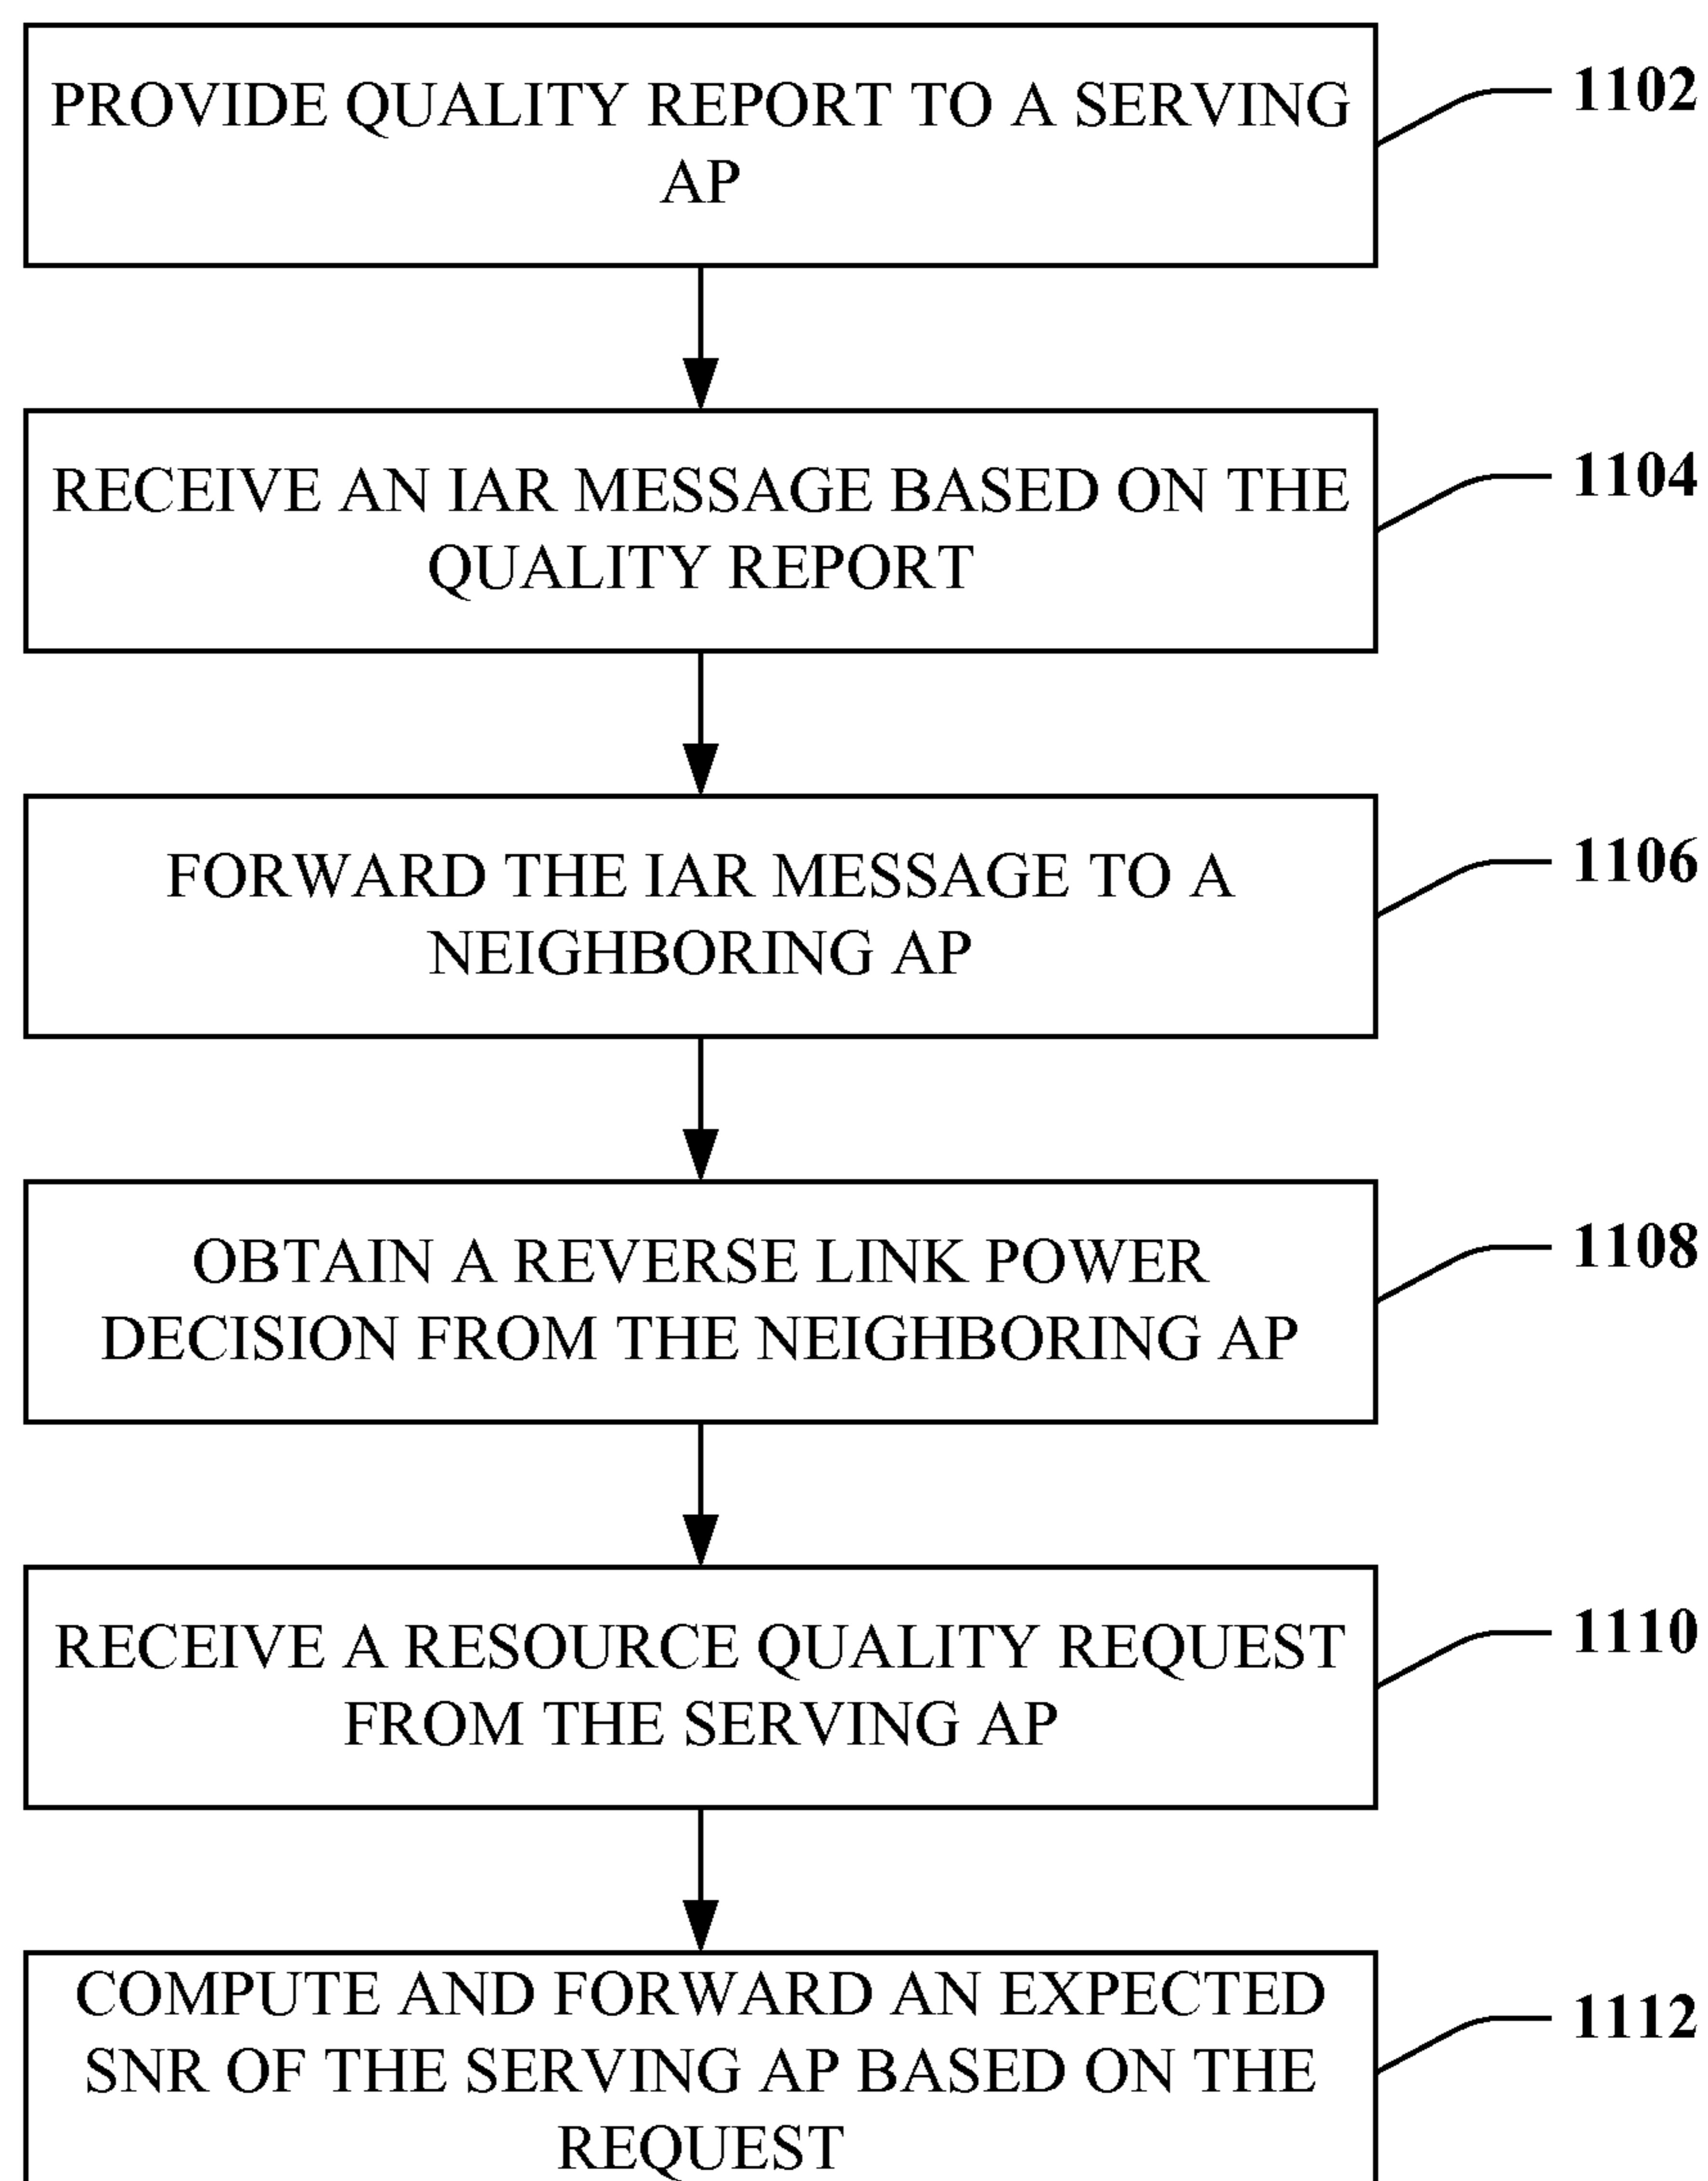 PROVIDE QUALITY REPORT TO A SERVING
AP
1102
RECEIVE AN IAR MESSAGE BASED ON THE
QUALITY REPORT
1104
FORWARD THE IAR MESSAGE TO A
NEIGHBORING AP
1106
OBTAIN A REVERSE LINK POWER
DECISION FROM THE NEIGHBORING AP
1108
RECEIVE A RESOURCE QUALITY REQUEST
FROM THE SERVING AP
1110
COMPUTE AND FORWARD AN EXPECTED
SNR OF THE SERVING AP BASED ON THE
REQUEST
1112